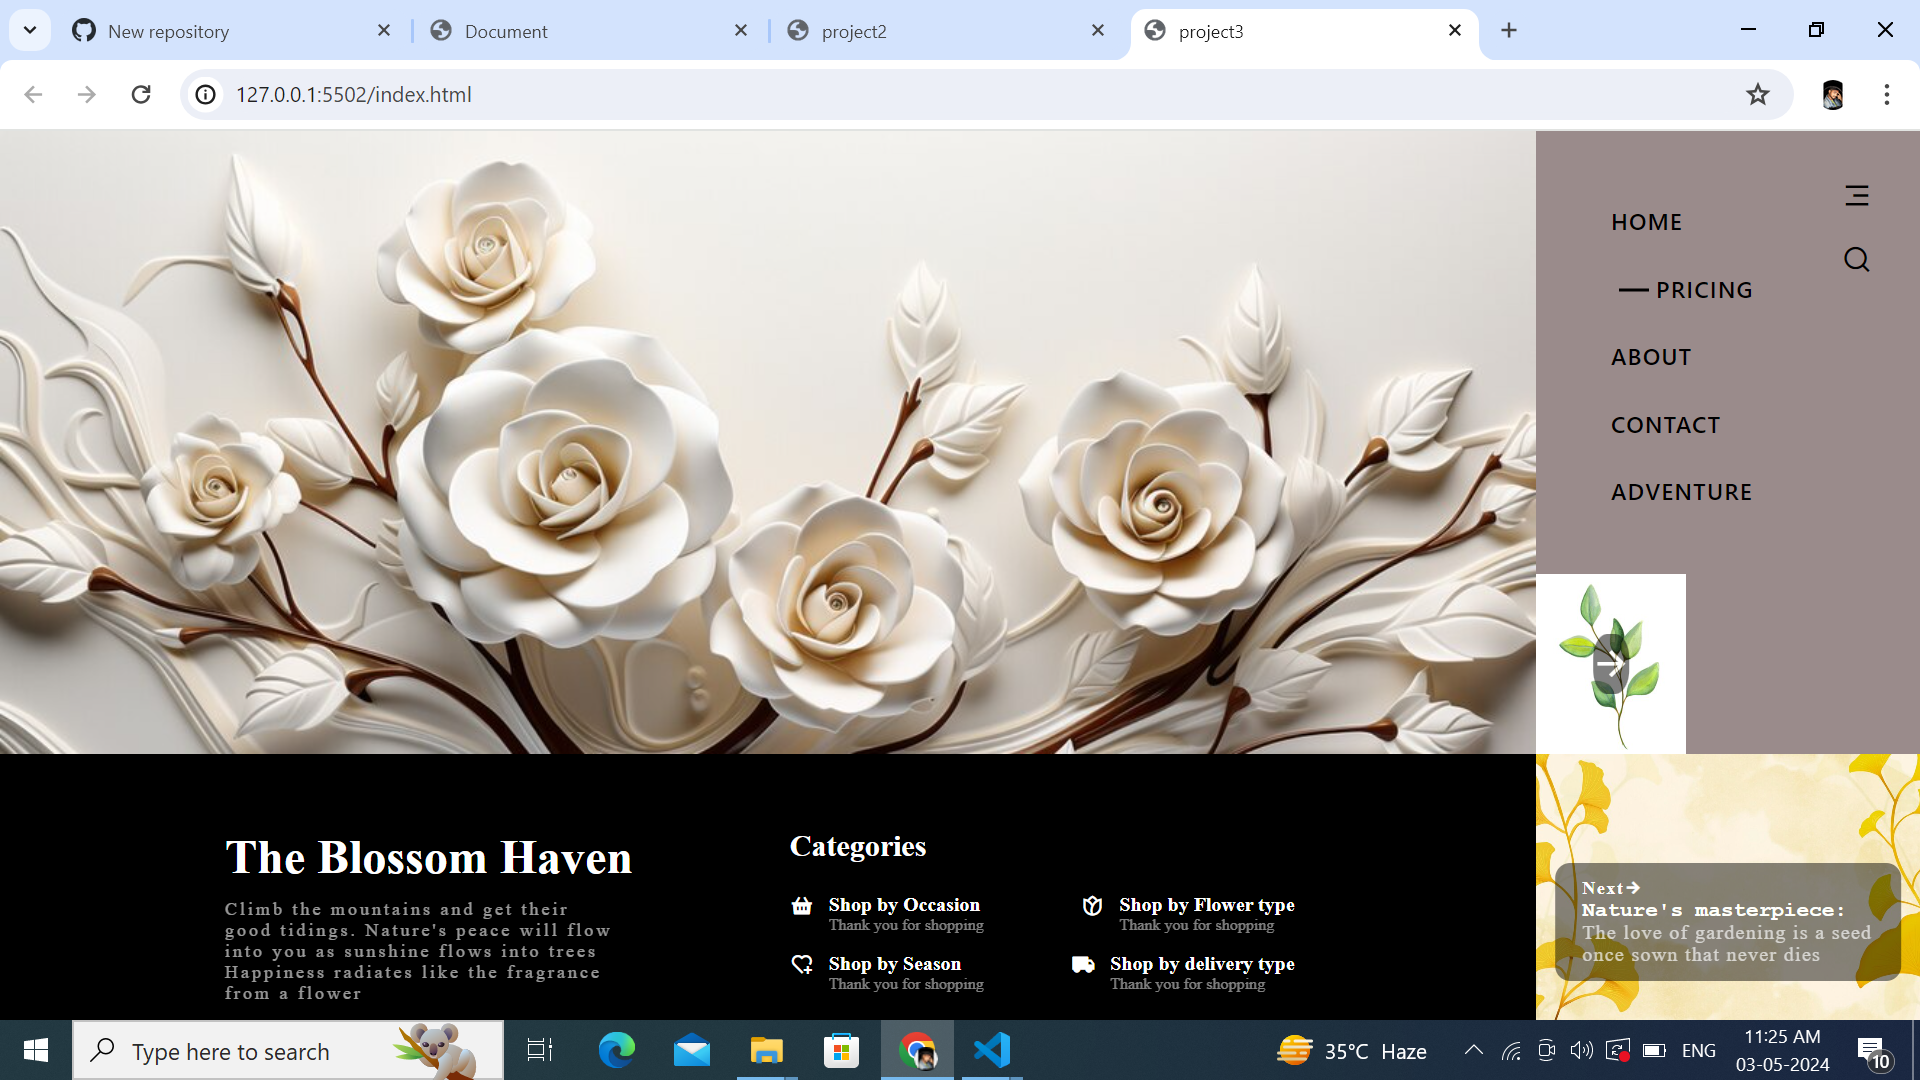 New repository
Document
project2
project3
127.0.0.1:5502/index.html
HOME
PRICING
ABOUT
CONTACT
ADVENTURE
The Blossom Haven
Climb the mountains and get their
good tidings. Nature's peace will flow
into you as sunshine flows into trees
Happiness radiates like the fragrance
from a flower
Categories
Shop by Occasion
Thank you for shopping
Shop by Flower type
Thank you for shopping
Shop by Season
Thank you for shopping
Shop by delivery type
Thank you for shopping
Next
Nature's masterpiece:
The love of gardening is a seed
once sown that never dies
Type here to search
35°C Haze
ENG
11:25 AM
03-05-2024
10